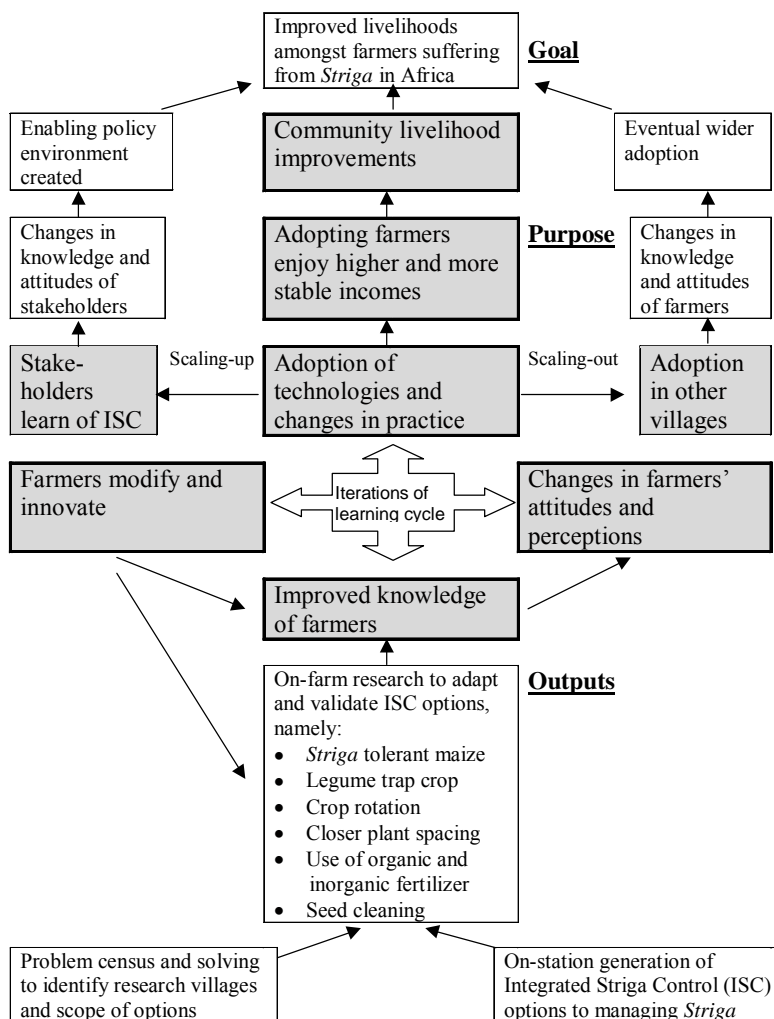 Improved livelihoods
amongst farmers suffering
from Striga in Africa
Goal
Enabling policy
environment
created
Community livelihood
improvements
Eventual wider
adoption
Changes in
knowledge and
attitudes of
stakeholders
Adopting farmers
enjoy higher and more
stable incomes
Purpose
Changes in
knowledge
and attitudes
of farmers
Stake-
holders
learn of ISC
Scaling-up
Adoption of
technologies and
changes in practice
Scaling-out
Adoption
in other
villages
Farmers modify and
innovate
Iterations of
learning cycle
Changes in farmers’
attitudes and
perceptions
Improved knowledge
of farmers
On-farm research to adapt
and validate ISC options,
namely:
• Striga tolerant maize
• Legume trap crop
• Crop rotation
• Closer plant spacing
• Use of organic and
inorganic fertilizer
• Seed cleaning
Outputs
Problem census and solving
to identify research villages
and scope of options
On-station generation of
Integrated Striga Control (ISC)
options to managing Striga